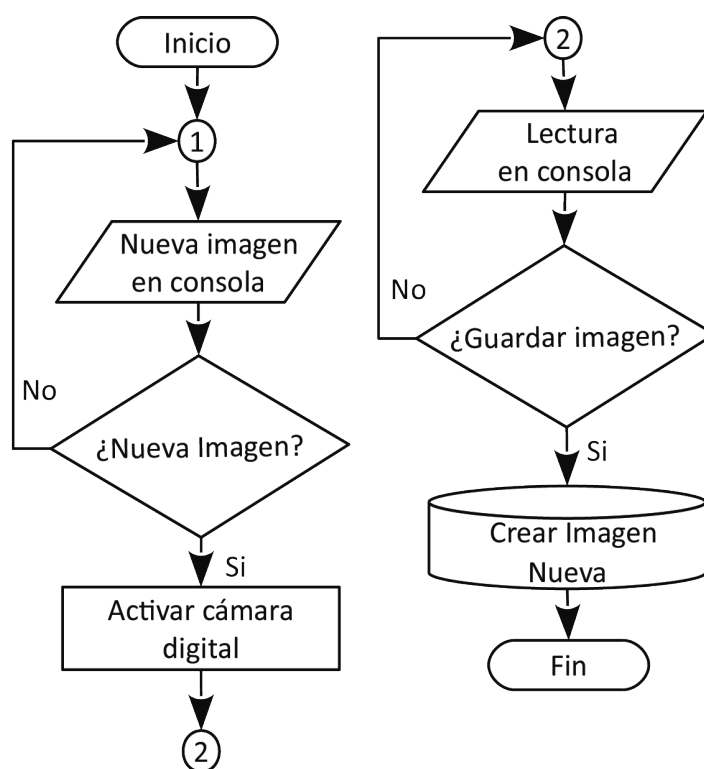 Inicio
1
Nueva imagen
en consola
No
¿Nueva Imagen?
Si
Activar cámara
digital
2
2
Lectura
en consola
No
¿Guardar imagen?
Si
Crear Imagen
Nueva
Fin